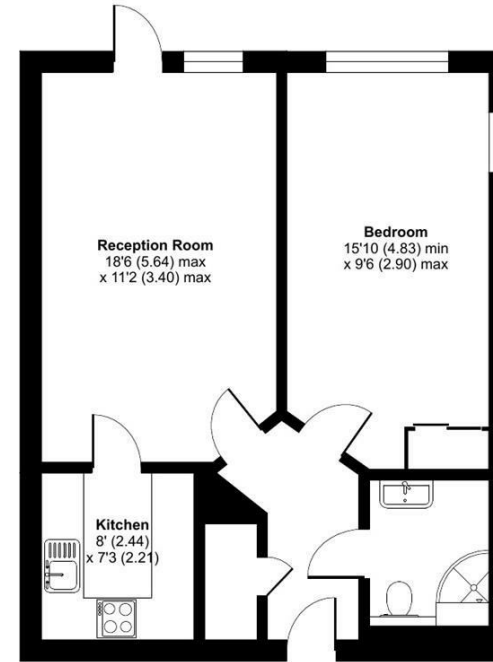 Reception Room
18'6 (5.64) max
x 11'2 (3.40) max
Bedroom
15'10 (4.83) min
x 9'6 (2.90) max
Kitchen
8' (2.44)
x 7'3 (2.21)